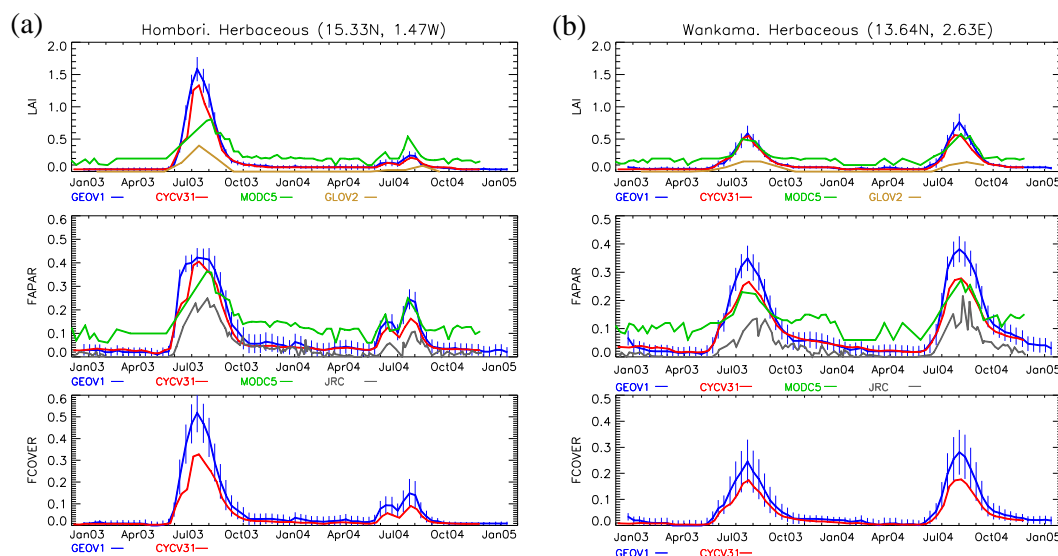 (a)
Hombori. Herbaceous (15.33N, 1.47W)
2.0
1.5
1.0
0.5
0.0
LAI
Jan03 Apr03 Jul03 Oct03 Jan04 Apr04 Jul04 Oct04 Jan05
GEOV1 CYCV31 MODC5 GLOV2
0.6
0.5
0.4
0.3
0.2
0.1
0.0
FAPAR
Jan03 Apr03 Jul03 Oct03 Jan04 Apr04 Jul04 Oct04 Jan05
GEOV1 CYCV31 MODC5 JRC
0.5
0.4
0.3
0.2
0.1
0.0
FCOVER
Jan03 Apr03 Jul03 Oct03 Jan04 Apr04 Jul04 Oct04 Jan05
GEOV1 CYCV31
(b)
Wankama. Herbaceous (13.64N, 2.63E)
2.0
1.5
1.0
0.5
0.0
LAI
Jan03 Apr03 Jul03 Oct03 Jan04 Apr04 Jul04 Oct04 Jan05
GEOV1 CYCV31 MODC5 GLOV2
0.5
0.4
0.3
0.2
0.1
0.0
FAPAR
Jan03 Apr03 Jul03 Oct03 Jan04 Apr04 Jul04 Oct04 Jan05
GEOV1 CYCV31 MODC5 JRC
0.5
0.4
0.3
0.2
0.1
0.0
FCOVER
Jan03 Apr03 Jul03 Oct03 Jan04 Apr04 Jul04 Oct04 Jan05
GEOV1 CYCV31